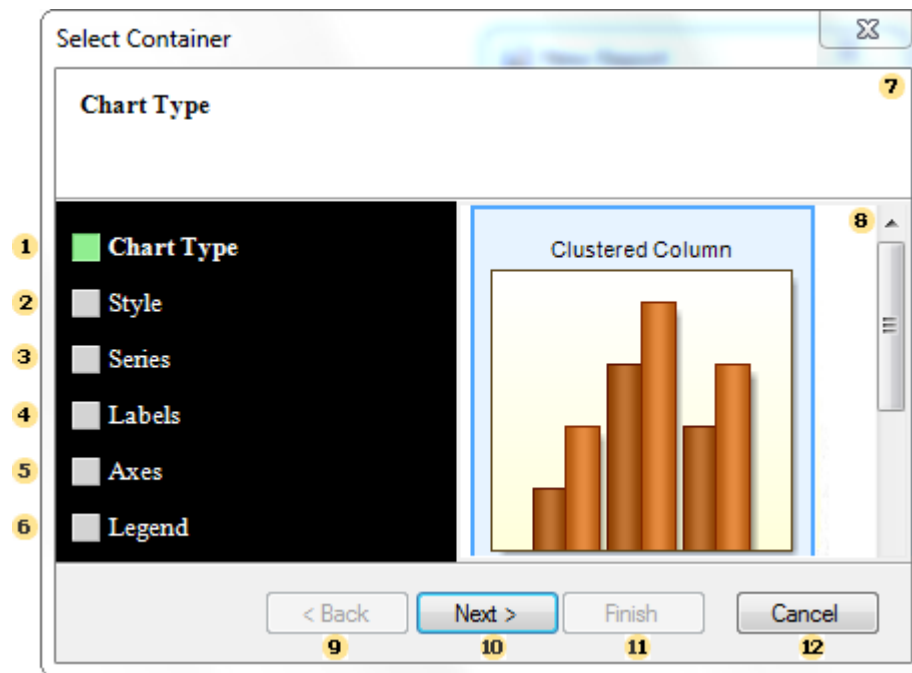 Select Container
Chart Type
7
8
1 Chart Type
2 Style
3 Series
4 Labels
5 Axes
6 Legend
Clustered Column
< Back
Next >
Finish
Cancel
9
10
11
12